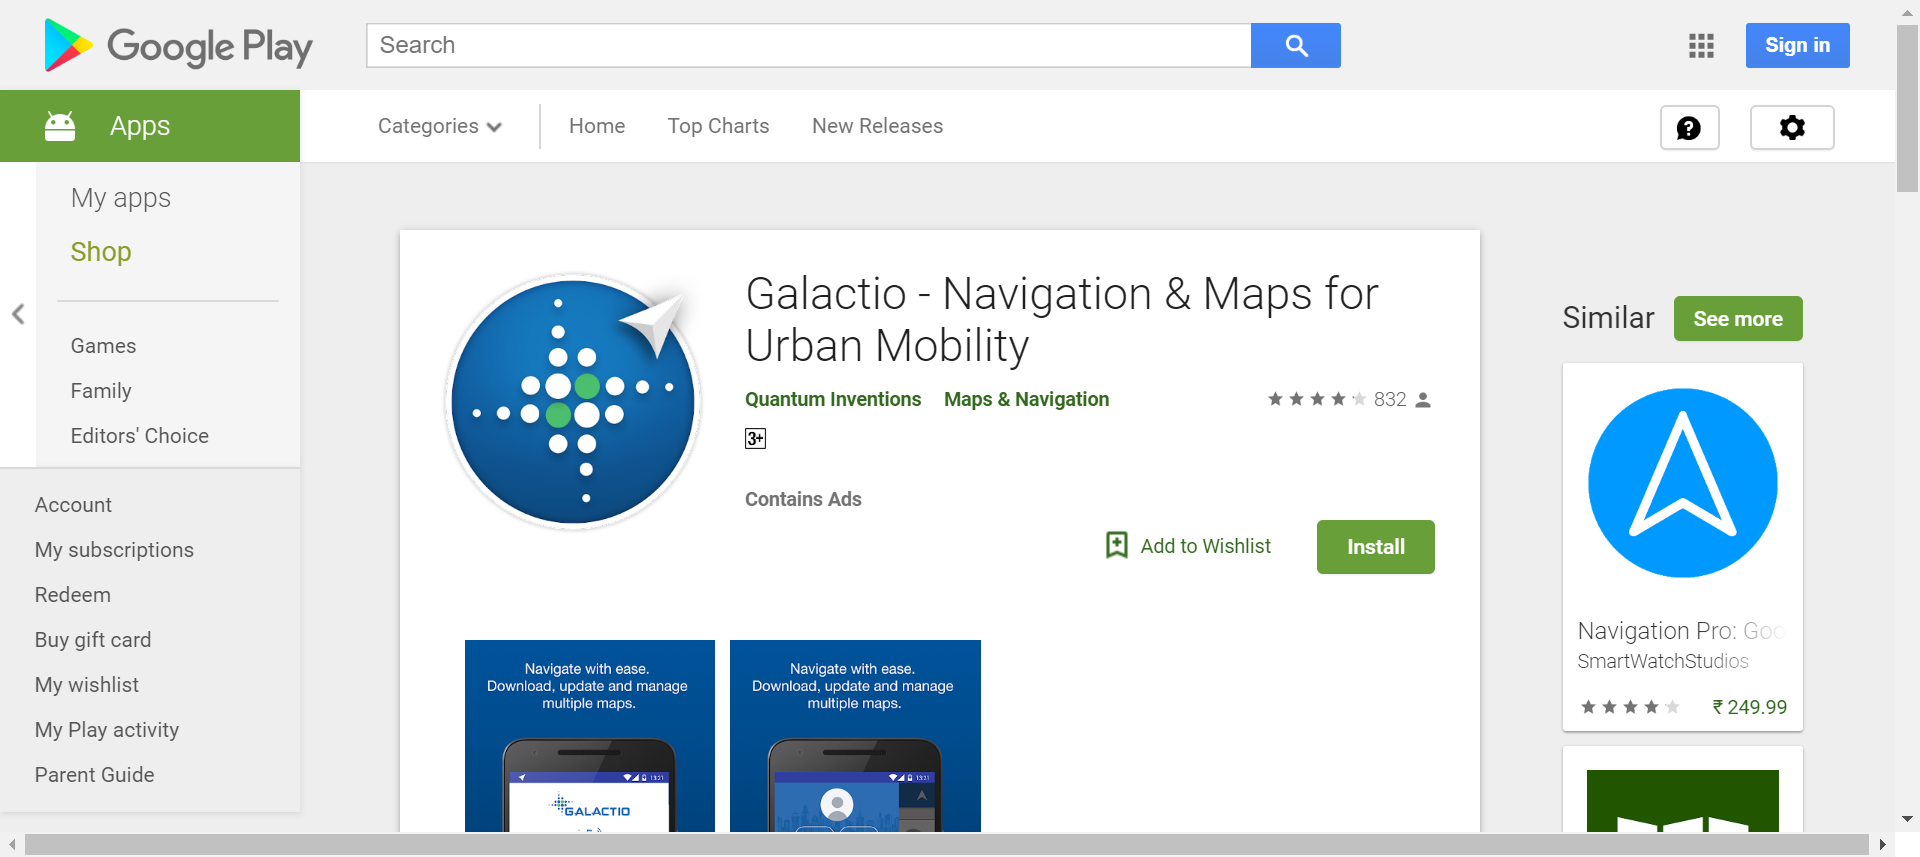 Google Play
Search
Sign in
Apps
Categories
Home
Top Charts
New Releases
My apps
Shop
Games
Family
Editors' Choice
Account
My subscriptions
Redeem
Buy gift card
My wishlist
My Play activity
Parent Guide
Galactio - Navigation & Maps for
Urban Mobility
Quantum Inventions
Maps & Navigation
832
3+
Contains Ads
Add to Wishlist
Install
Navigate with ease.
Download, update and manage
multiple maps.
13:21
GALACTIO
Navigate with ease.
Download, update and manage
multiple maps.
13:21
Similar
See more
Navigation Pro: Goo
SmartWatchStudios
₹ 249.99